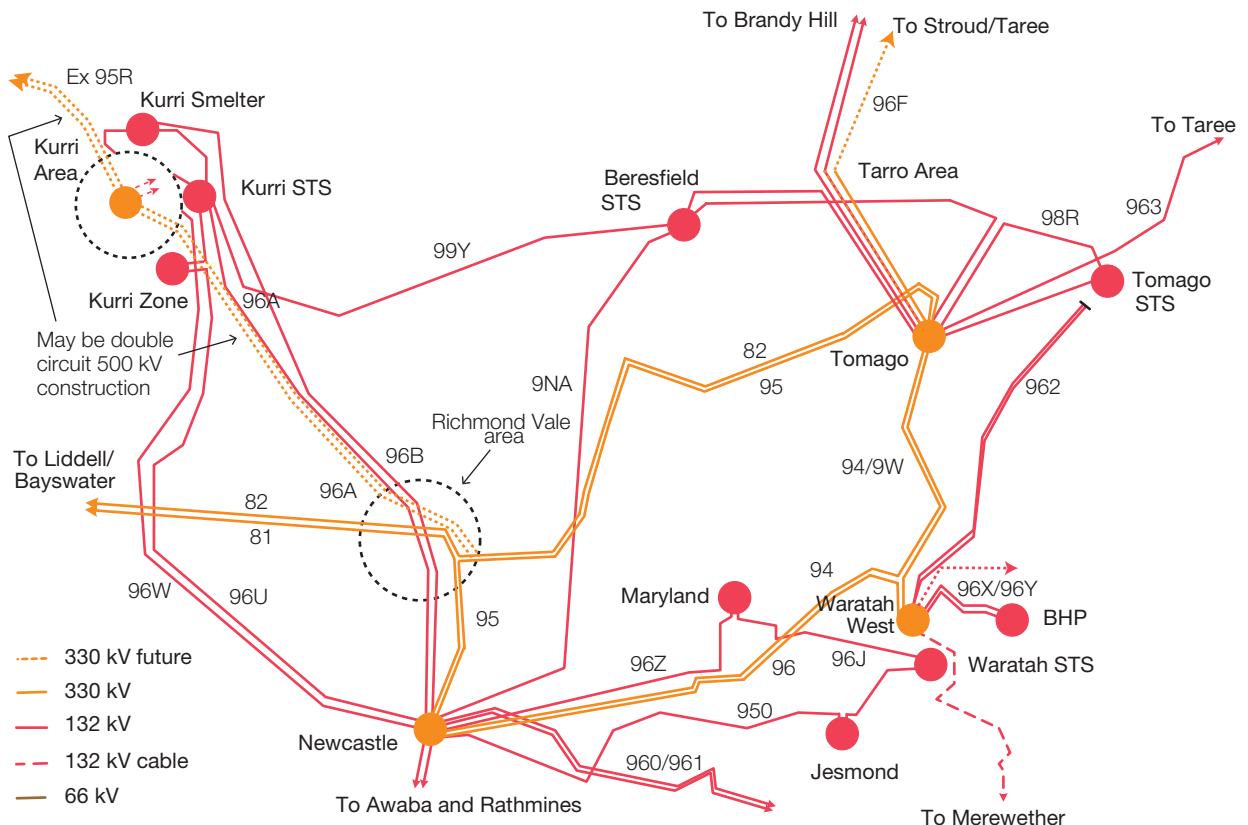 To Brandy Hill
To Stroud/Taree
Ex 95R
Kurri Smelter
96F
To Taree
Kurri
Area
Kurri STS
Beresfield
STS
Tarro Area
963
98R
99Y
Kurri Zone
96A
Tomago
STS
May be double
circuit 500 kV
construction
82
Tomago
95
9NA
962
Richmond Vale
area
To Liddell/
Bayswater
96B
94/9W
96A
82
81
94
96W
96U
Maryland
Waratah
West
96X/96Y
BHP
95
330 kV future
96Z
96
96J
Waratah STS
330 kV
132 kV
950
Newcastle
132 kV cable
960/961
Jesmond
66 kV
To Awaba and Rathmines
To Merewether